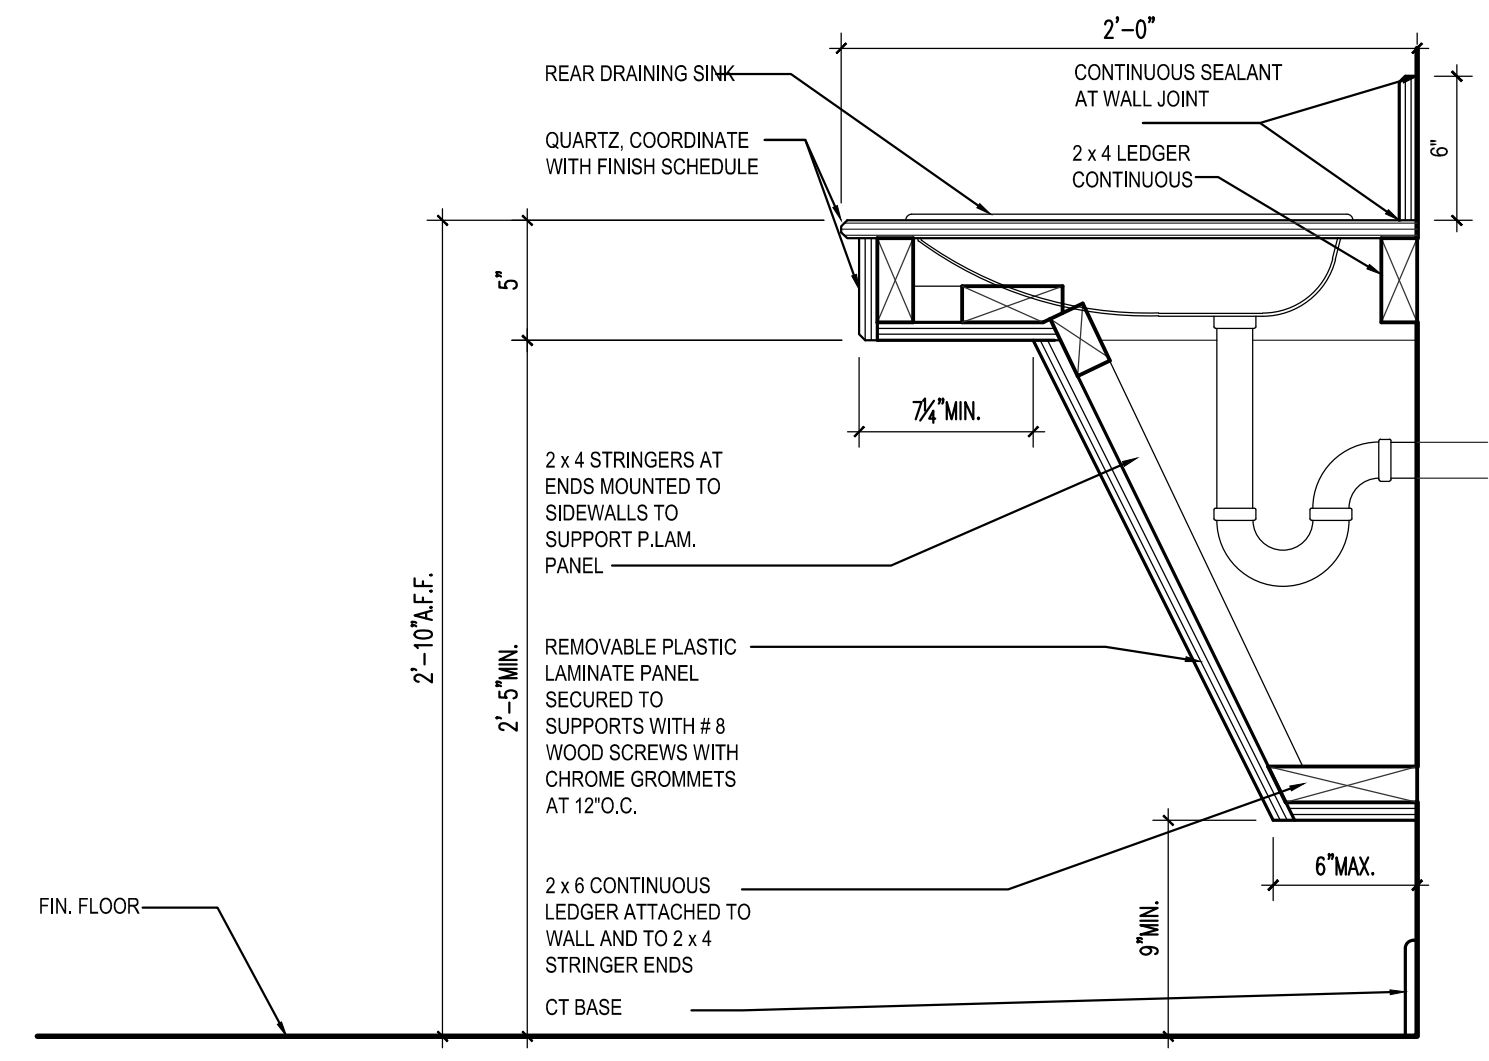 2'-0"
REAR DRAINING SINK
CONTINUOUS SEALANT
AT WALL JOINT
QUARTZ, COORDINATE
WITH FINISH SCHEDULE
2 x 4 LEDGER
CONTINUOUS
6"
5"
7¼"MIN.
2 x 4 STRINGERS AT
ENDS MOUNTED TO
SIDEWALLS TO
SUPPORT P.LAM.
PANEL
2'-10"A.F.F.
2'-5"MIN.
REMOVABLE PLASTIC
LAMINATE PANEL
SECURED TO
SUPPORTS WITH # 8
WOOD SCREWS WITH
CHROME GROMMETS
AT 12"O.C.
6"MAX.
2 x 6 CONTINUOUS
LEDGER ATTACHED TO
WALL AND TO 2 x 4
STRINGER ENDS
9"MIN.
FIN. FLOOR
CT BASE